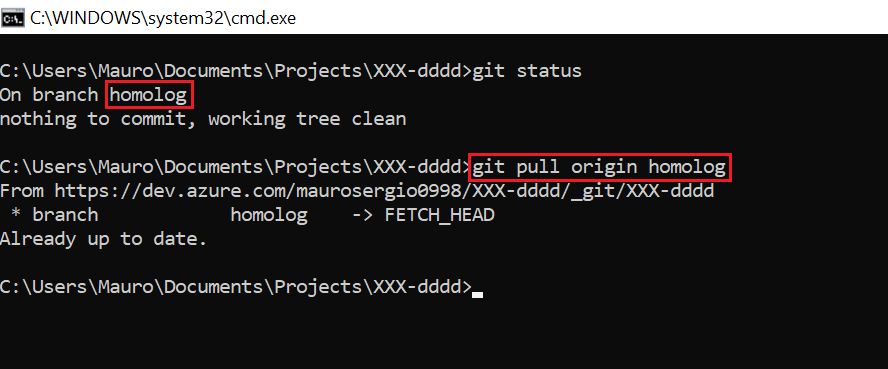 C:\WINDOWS\system32\cmd.exe
C:\Users\Mauro\Documents\Projects\XXX-dddd>git status
On branch homolog
nothing to commit, working tree clean
C:\Users\Mauro\Documents\Projects\XXX-dddd>git pull origin homolog
From https://dev.azure.com/maurosergio0998/XXX-dddd/_git/XXX-dddd
 * branch            homolog    -> FETCH_HEAD
Already up to date.
C:\Users\Mauro\Documents\Projects\XXX-dddd>